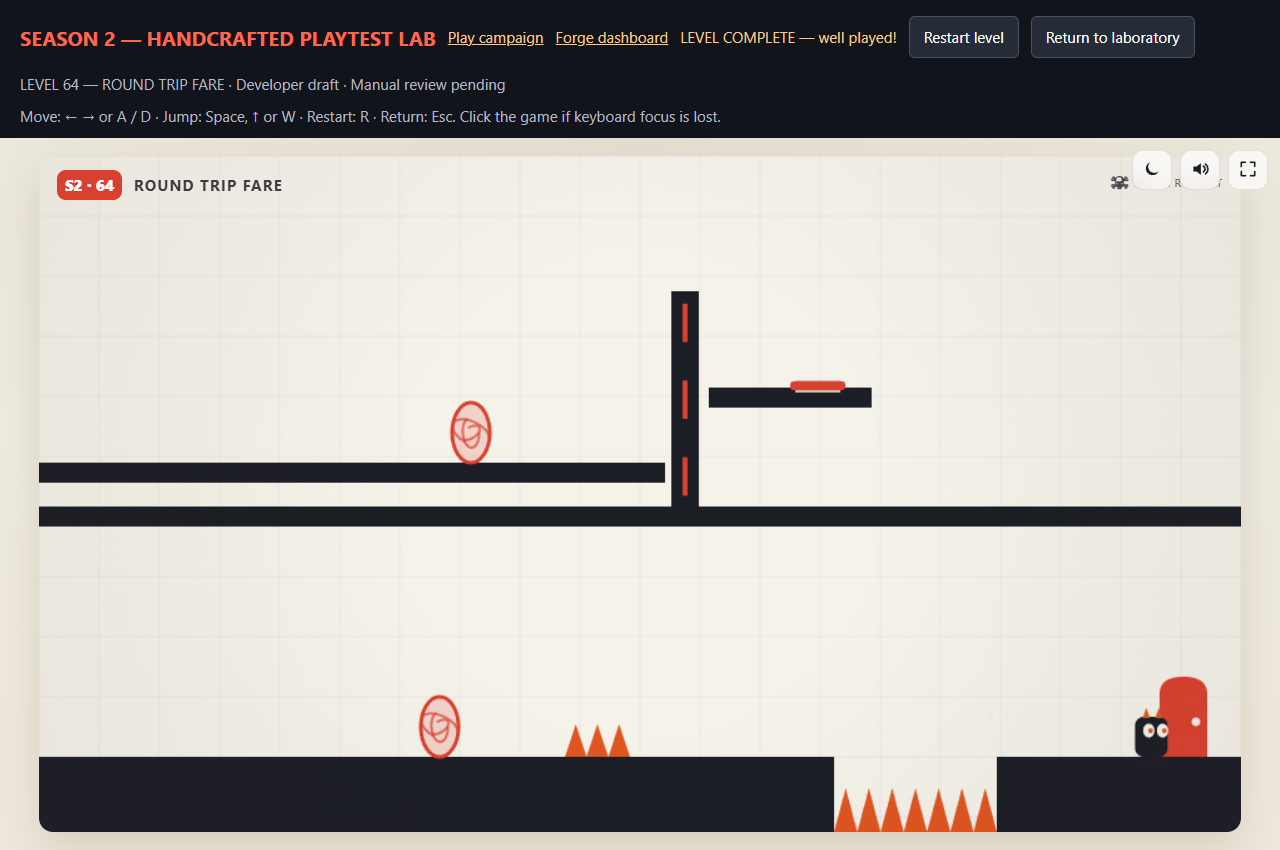 SEASON 2 — HANDCRAFTED PLAYTEST LAB Play campaign Forge dashboard LEVEL COMPLETE — well played! Restart level Return to laboratory
LEVEL 64 — ROUND TRIP FARE · Developer draft · Manual review pending
Move: ← → or A / D · Jump: Space, ↑ or W · Restart: R · Return: Esc. Click the game if keyboard focus is lost.
S2 · 64 ROUND TRIP FARE